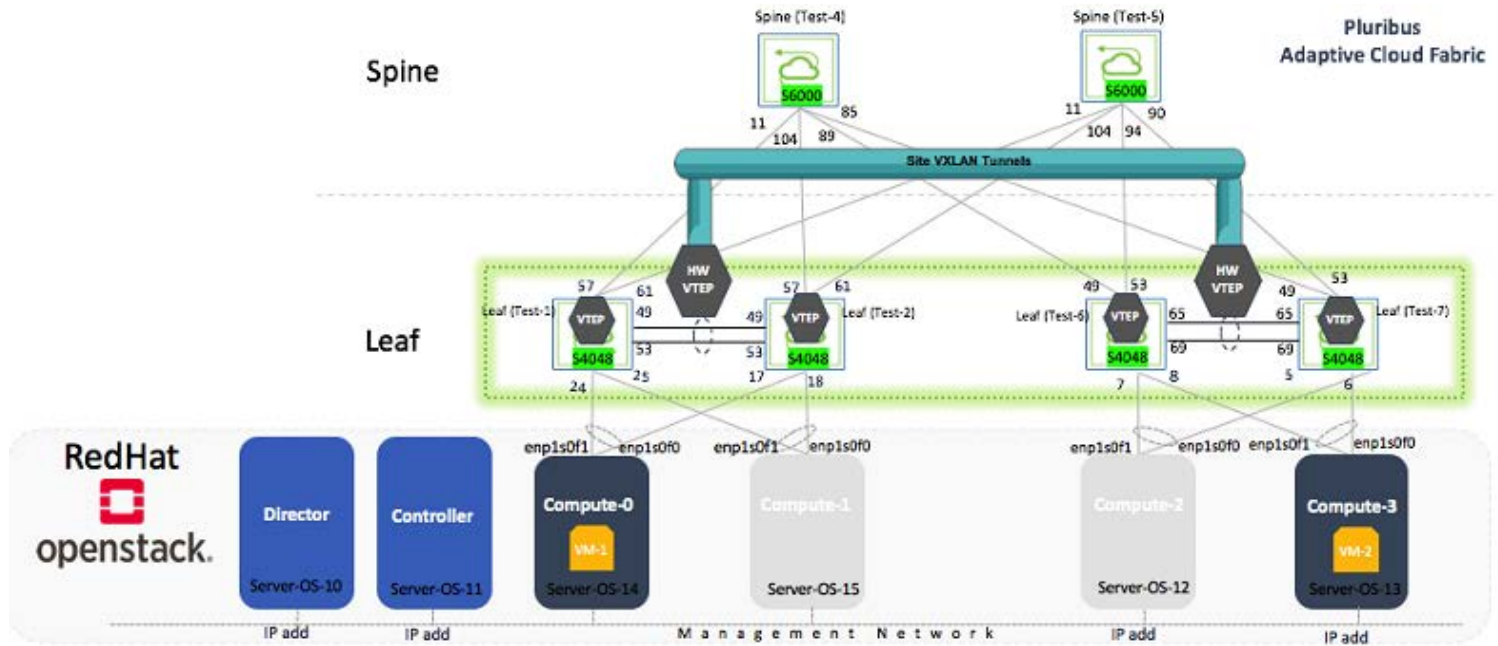 Spine (Test-4)
Spine (Test-5)
Pluribus
Adaptive Cloud Fabric
Spine
S6000
S6000
11
104
89
85
11
104
94
90
Site VXLAN Tunnels
HW
VTEP
HW
VTEP
57
61
57
61
49
53
49
53
Leaf (Test-1)
VTEP
S4048
49
53
49
53
VTEP
S4048
Leaf (Test-2)
Leaf (Test-6)
VTEP
S4048
65
69
65
69
VTEP
S4048
Leaf (Test-7)
Leaf
24
25
17
18
7
8
5
6
enp1s0f1
enp1s0f0
enp1s0f1
enp1s0f0
enp1s0f1
enp1s0f0
enp1s0f1
enp1s0f0
RedHat
openstack.
Director
Server-OS-10
Controller
Server-OS-11
Compute-0
VM-1
Server-OS-14
Compute-1
Server-OS-15
Compute-2
Server-OS-12
Compute-3
VM-2
Server-OS-13
IP add
IP add
Management Network
IP add
IP add